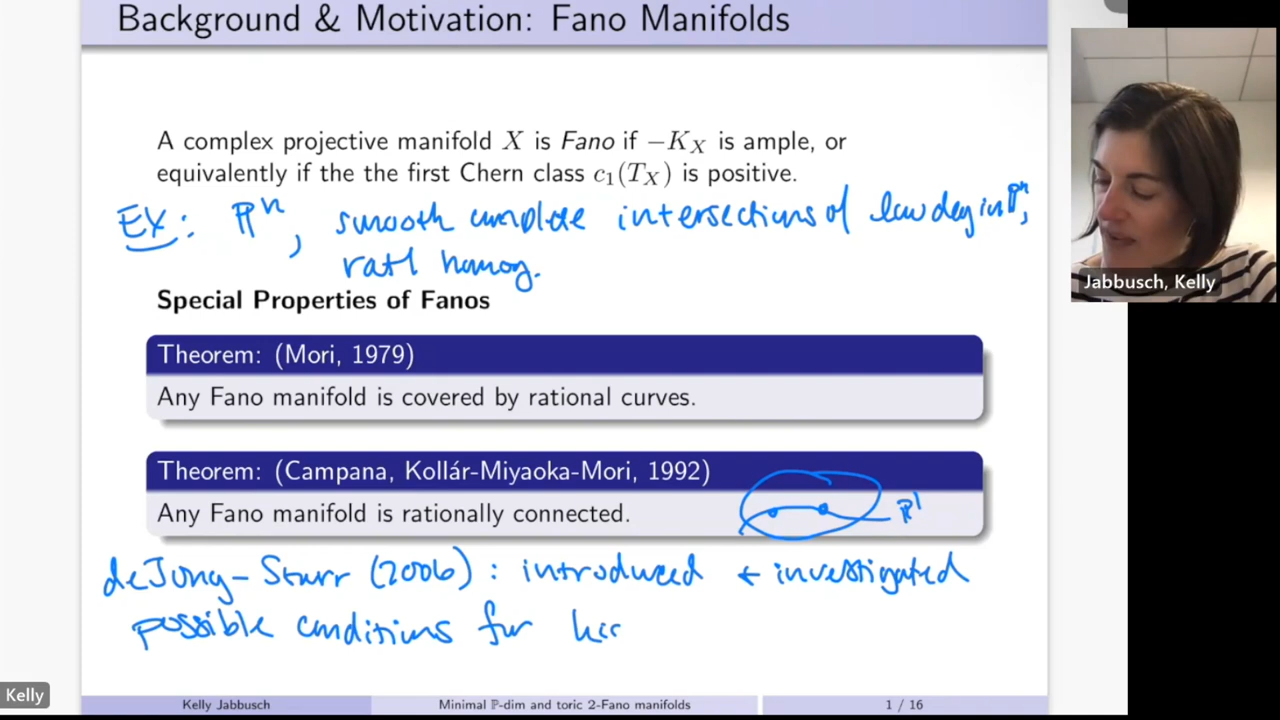 Background & Motivation: Fano Manifolds
A complex projective manifold X is Fano if −K_X is ample, or
equivalently if the the first Chern class c_1(T_X) is positive.
EX: ℙ^n, smooth complete intersections of low deg in ℙ^n,
rat'l homog.
Special Properties of Fanos
Theorem: (Mori, 1979)
Any Fano manifold is covered by rational curves.
Theorem: (Campana, Kollár-Miyaoka-Mori, 1992)
Any Fano manifold is rationally connected.
ℙ^1
de Jong - Starr (2006): introduced + investigated
possible conditions for
Jabbusch, Kelly
Kelly
Kelly Jabbusch
Minimal ℙ-dim and toric 2-Fano manifolds
1 / 16